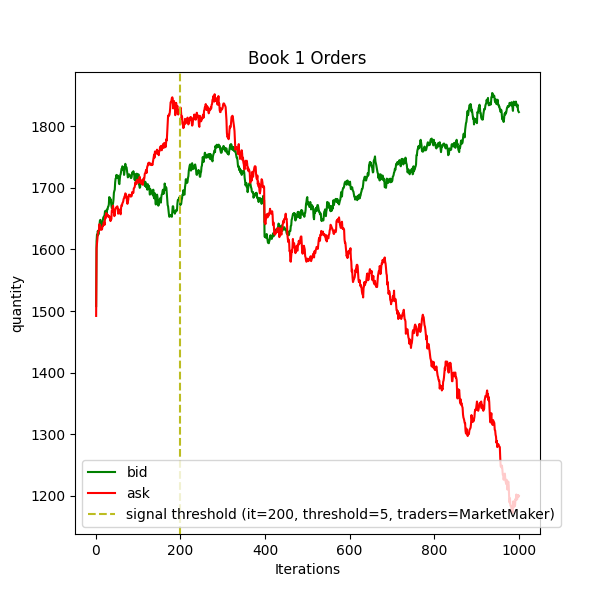 Book 1 Orders
quantity
1800
1700
1600
1500
1400
1300
1200
bid
ask
signal threshold (it=200, threshold=5, traders=MarketMaker)
0 200 400 600 800 1000
Iterations